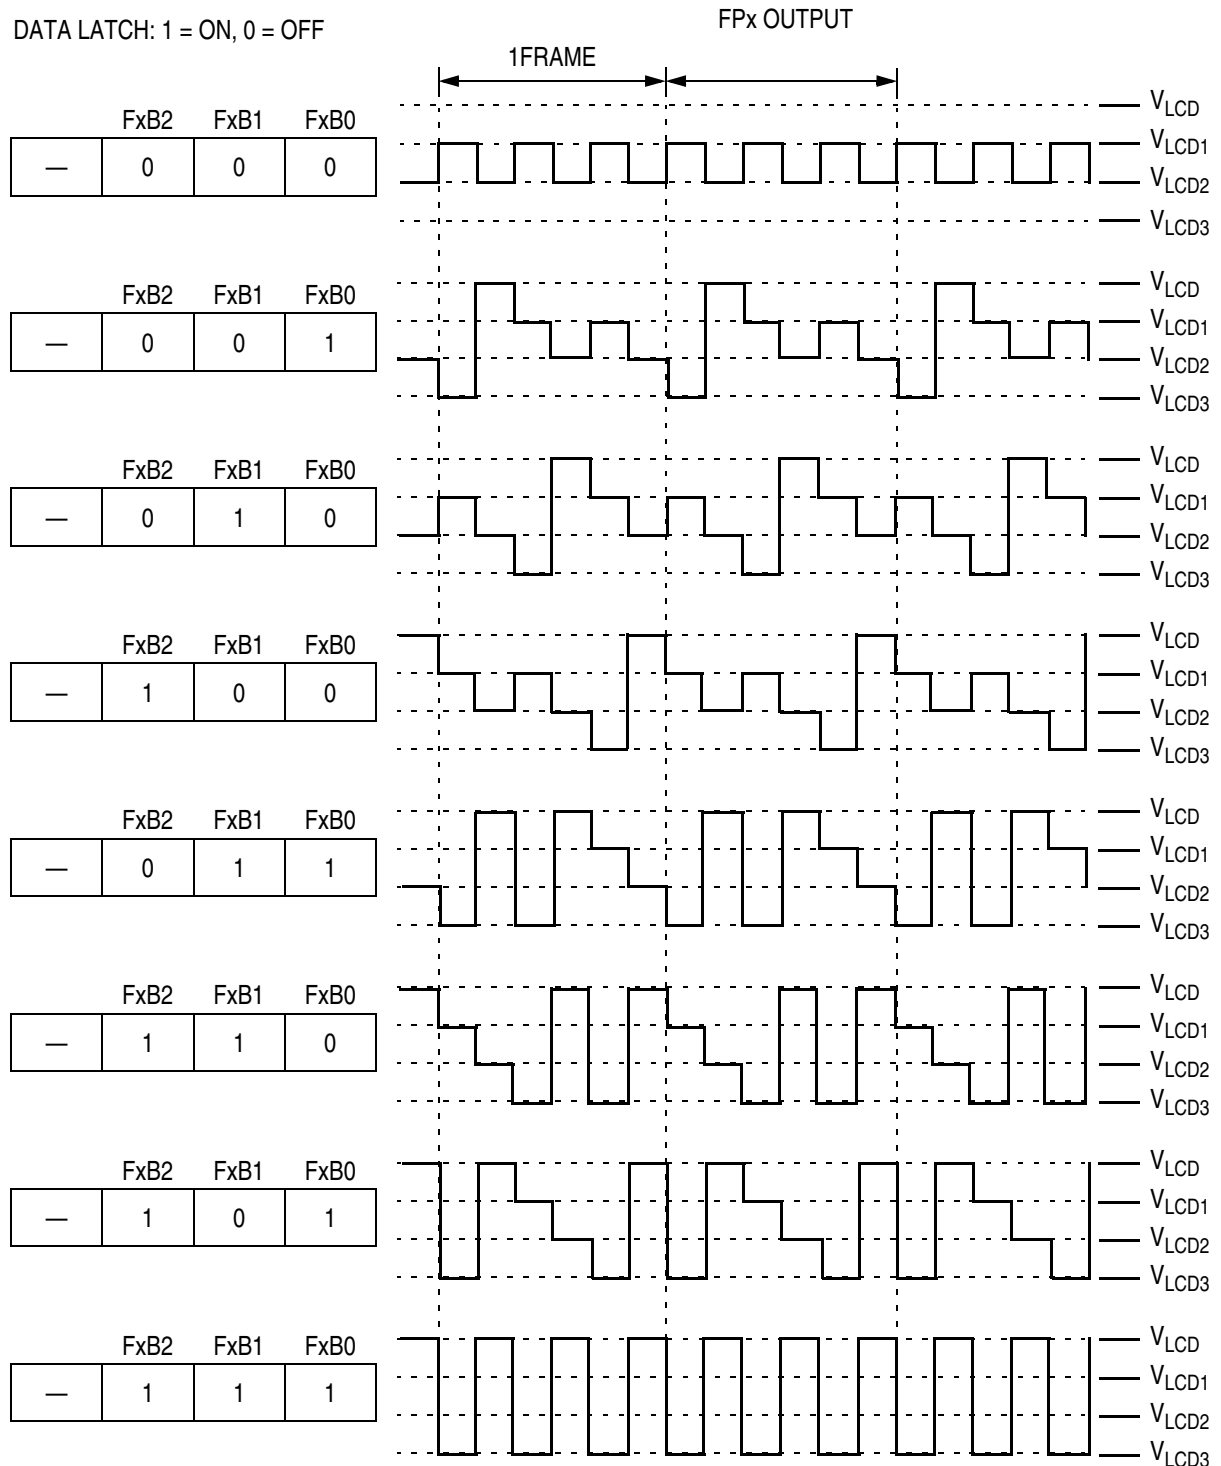 FPx OUTPUT
DATA LATCH: 1 = ON, 0 = OFF
1FRAME
FxB2 FxB1 FxB0
— 0 0 0
VLCD
VLCD1
VLCD2
VLCD3
FxB2 FxB1 FxB0
— 0 0 1
VLCD
VLCD1
VLCD2
VLCD3
FxB2 FxB1 FxB0
— 0 1 0
VLCD
VLCD1
VLCD2
VLCD3
FxB2 FxB1 FxB0
— 1 0 0
VLCD
VLCD1
VLCD2
VLCD3
FxB2 FxB1 FxB0
— 0 1 1
VLCD
VLCD1
VLCD2
VLCD3
FxB2 FxB1 FxB0
— 1 1 0
VLCD
VLCD1
VLCD2
VLCD3
FxB2 FxB1 FxB0
— 1 0 1
VLCD
VLCD1
VLCD2
VLCD3
FxB2 FxB1 FxB0
— 1 1 1
VLCD
VLCD1
VLCD2
VLCD3